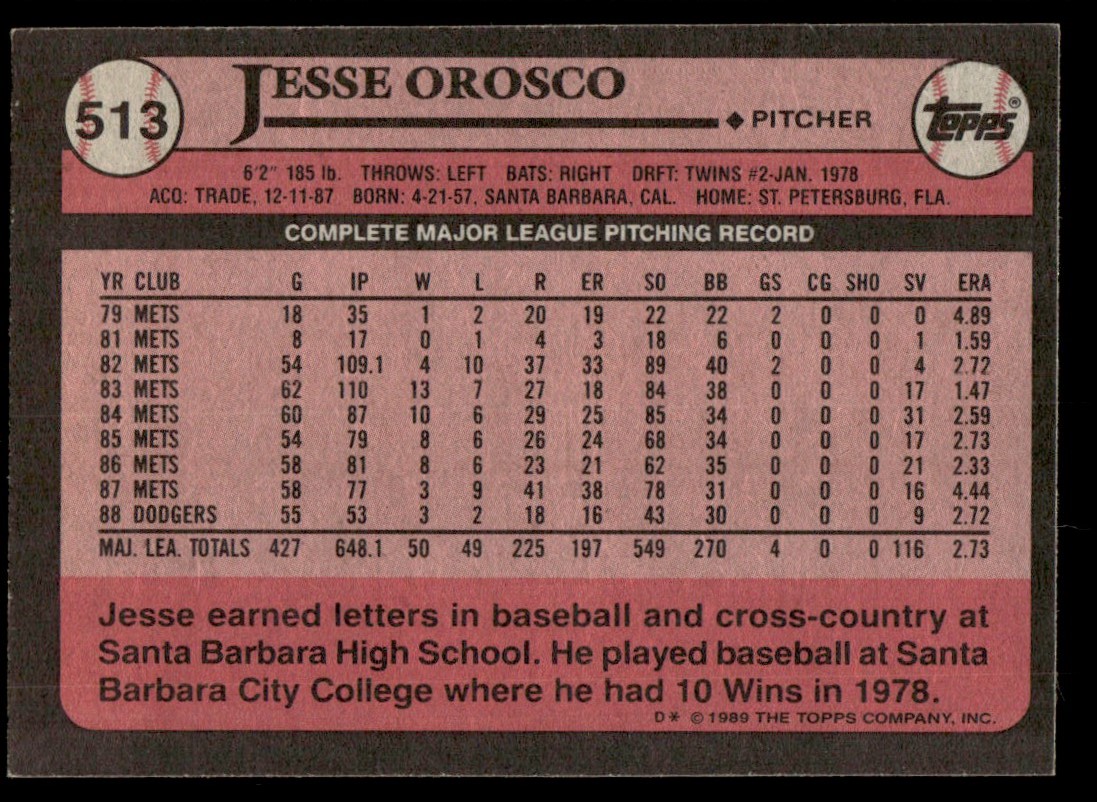 513
JESSE OROSCO
◆ PITCHER
TOPPS®
6'2" 185 lb. THROWS: LEFT BATS: RIGHT DRFT: TWINS #2-JAN. 1978
ACQ: TRADE, 12-11-87 BORN: 4-21-57, SANTA BARBARA, CAL. HOME: ST. PETERSBURG, FLA.
COMPLETE MAJOR LEAGUE PITCHING RECORD
YR CLUB G IP W L R ER SO BB GS CG SHO SV ERA
79 METS 18 35 1 2 20 19 22 22 2 0 0 0 4.89
81 METS 8 17 0 1 4 3 18 6 0 0 0 1 1.59
82 METS 54 109.1 4 10 37 33 89 40 2 0 0 4 2.72
83 METS 62 110 13 7 27 18 84 38 0 0 0 17 1.47
84 METS 60 87 10 6 29 25 85 34 0 0 0 31 2.59
85 METS 54 79 8 6 26 24 68 34 0 0 0 17 2.73
86 METS 58 81 8 6 23 21 62 35 0 0 0 21 2.33
87 METS 58 77 3 9 41 38 78 31 0 0 0 16 4.44
88 DODGERS 55 53 3 2 18 16 43 30 0 0 0 9 2.72
MAJ. LEA. TOTALS 427 648.1 50 49 225 197 549 270 4 0 0 116 2.73
Jesse earned letters in baseball and cross-country at
Santa Barbara High School. He played baseball at Santa
Barbara City College where he had 10 Wins in 1978.
D* © 1989 THE TOPPS COMPANY, INC.